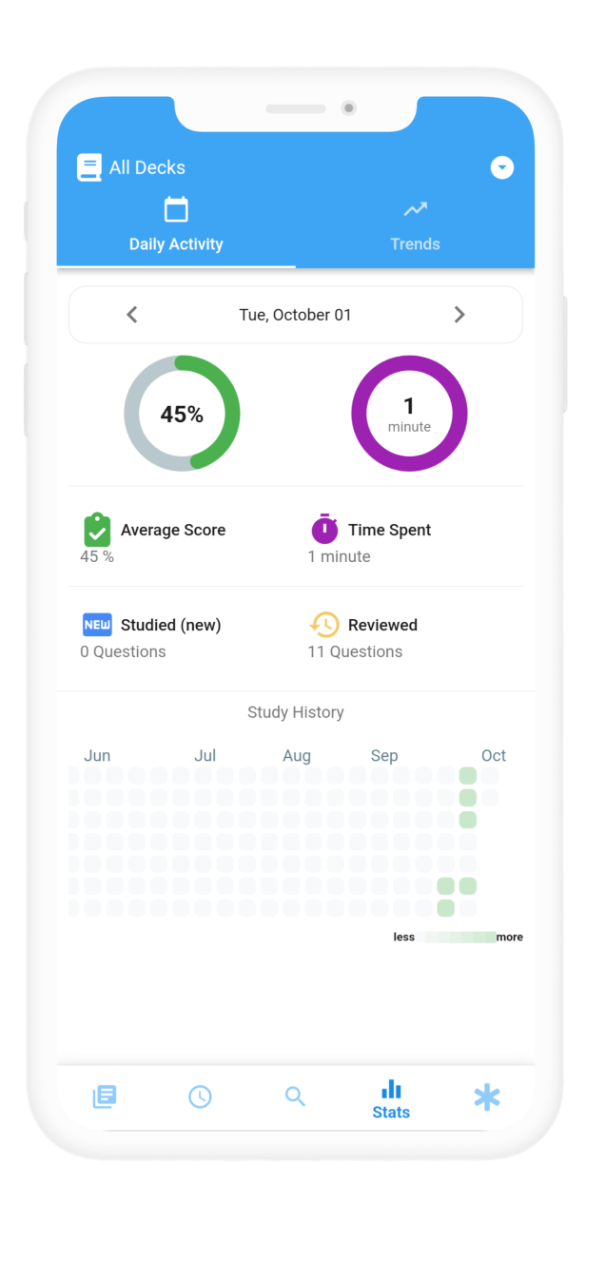 All Decks
Daily Activity
Trends
Tue, October 01
45%
1
minute
Average Score
45 %
Time Spent
1 minute
NEW
Studied (new)
0 Questions
Reviewed
11 Questions
Study History
Jun Jul Aug Sep Oct
less more
Stats